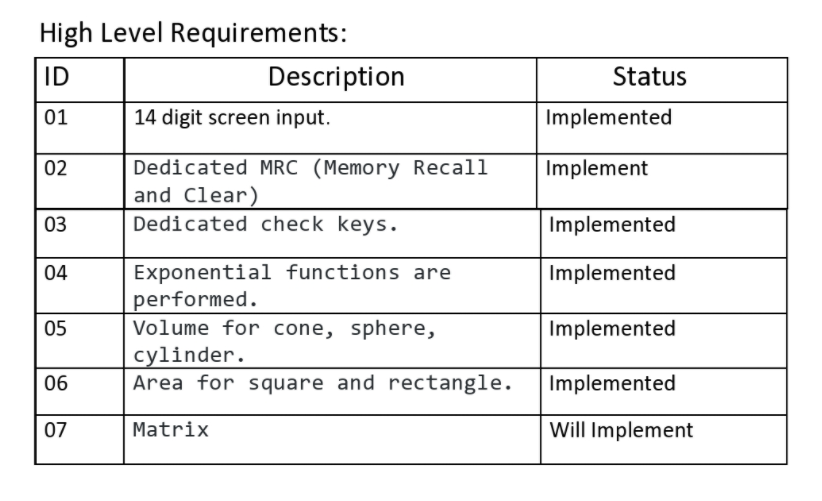 High Level Requirements:
ID Description Status
01 14 digit screen input. Implemented
02 Dedicated MRC (Memory Recall Implement
and Clear)
03 Dedicated check keys. Implemented
04 Exponential functions are Implemented
performed.
05 Volume for cone, sphere, Implemented
cylinder.
06 Area for square and rectangle. Implemented
07 Matrix Will Implement